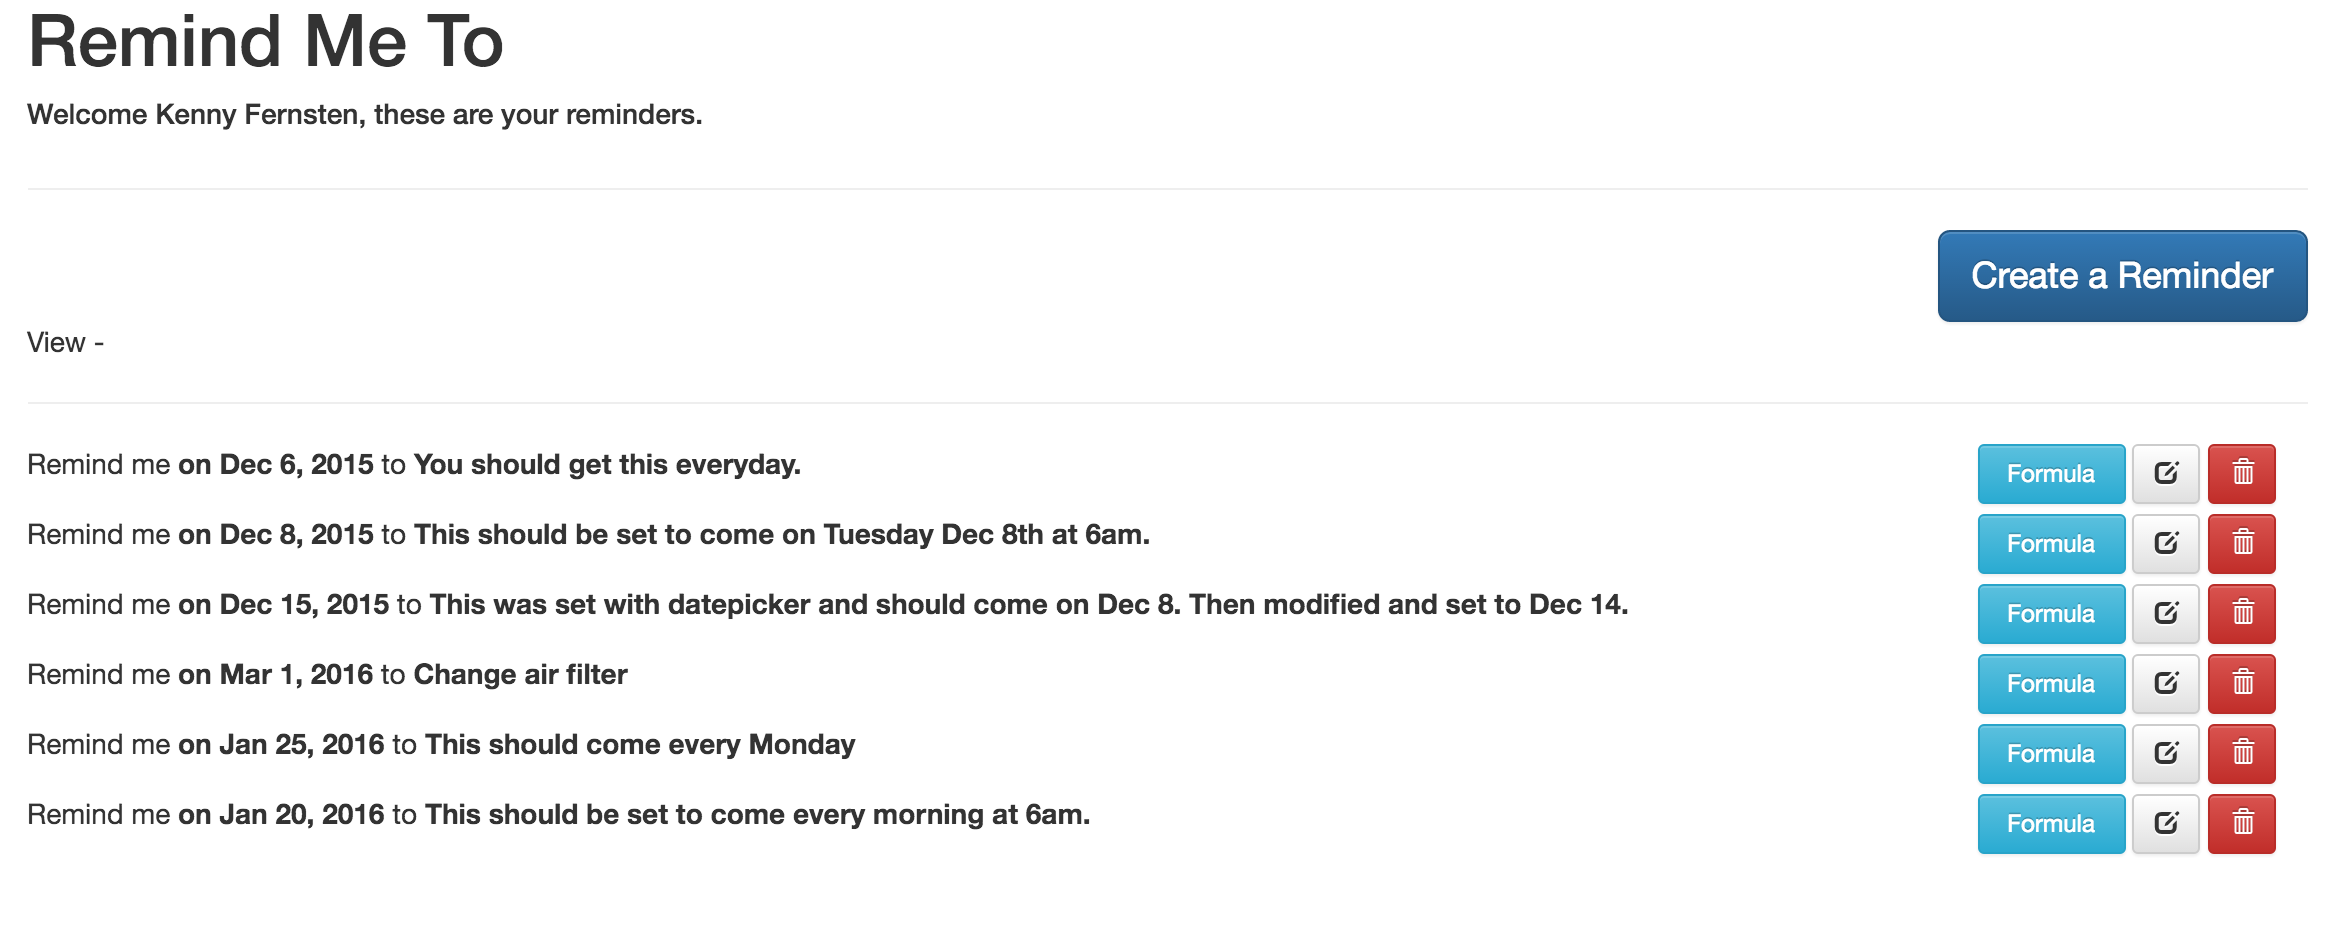 Remind Me To
Welcome Kenny Fernsten, these are your reminders.
Create a Reminder
View -
Remind me on Dec 6, 2015 to You should get this everyday.
Formula
Remind me on Dec 8, 2015 to This should be set to come on Tuesday Dec 8th at 6am.
Formula
Remind me on Dec 15, 2015 to This was set with datepicker and should come on Dec 8. Then modified and set to Dec 14.
Formula
Remind me on Mar 1, 2016 to Change air filter
Formula
Remind me on Jan 25, 2016 to This should come every Monday
Formula
Remind me on Jan 20, 2016 to This should be set to come every morning at 6am.
Formula